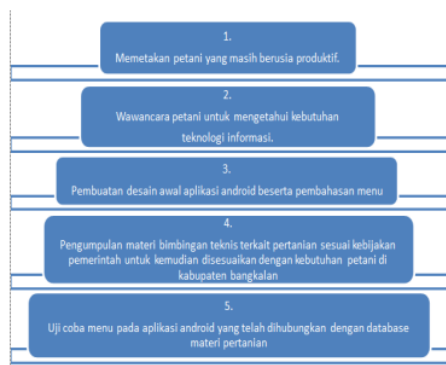 1.
Memetakan petani yang masih berusia produktif.
2.
Wawancara petani untuk mengetahui kebutuhan
teknologi informasi.
3.
Pembuatan desain awal aplikasi android beserta pembahasan menu
4.
Pengumpulan materi bimbingan teknis terkait pertanian sesuai kebijakan
pemerintah untuk kemudian disesuaikan dengan kebutuhan petani di
kabupaten bangkalan
5.
Uji coba menu pada aplikasi android yang telah dihubungkan dengan database
materi pertanian